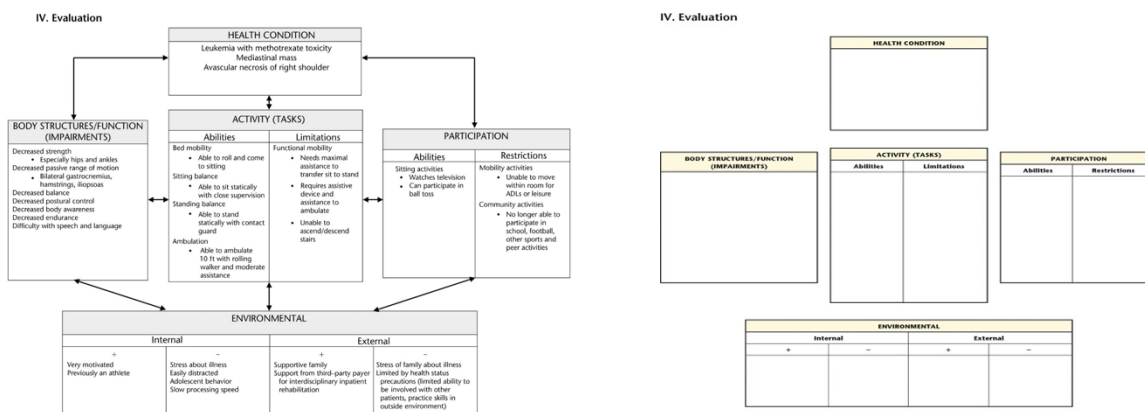 IV. Evaluation
HEALTH CONDITION
Leukemia with methotrexate toxicity
Mediastinal mass
Avascular necrosis of right shoulder
BODY STRUCTURES/FUNCTION
(IMPAIRMENTS)
Decreased strength
• Especially hips and ankles
Decreased passive range of motion
• Bilateral gastrocnemius,
hamstrings, iliopsoas
Decreased balance
Decreased postural control
Decreased body awareness
Decreased endurance
Difficulty with speech and language
ACTIVITY (TASKS)
Abilities
Bed mobility
• Able to roll and come
to sitting
Sitting balance
• Able to sit statically
with close supervision
Standing balance
• Able to stand
statically with contact
guard
Ambulation
• Able to ambulate
10 ft with rolling
walker and moderate
assistance
Limitations
Functional mobility
• Needs maximal
assistance to
transfer sit to stand
• Requires assistive
device and
assistance to
ambulate
• Unable to
ascend/descend
stairs
PARTICIPATION
Abilities
Sitting activities
• Watches television
• Can participate in
ball toss
Restrictions
Mobility activities
• Unable to move
within room for
ADLs or leisure
Community activities
• No longer able to
participate in
school, football,
other sports and
peer activities
ENVIRONMENTAL
Internal
+
Very motivated
Previously an athlete
–
Stress about illness
Easily distracted
Adolescent behavior
Slow processing speed
External
+
Supportive family
Support from third-party payer
for interdisciplinary inpatient
rehabilitation
–
Stress of family about illness
Limited by health status
precautions (limited ability to
be involved with other
patients, practice skills in
outside environment)
IV. Evaluation
HEALTH CONDITION
BODY STRUCTURES/FUNCTION
(IMPAIRMENTS)
ACTIVITY (TASKS)
Abilities
Limitations
PARTICIPATION
Abilities
Restrictions
ENVIRONMENTAL
Internal
External
+
–
+
–